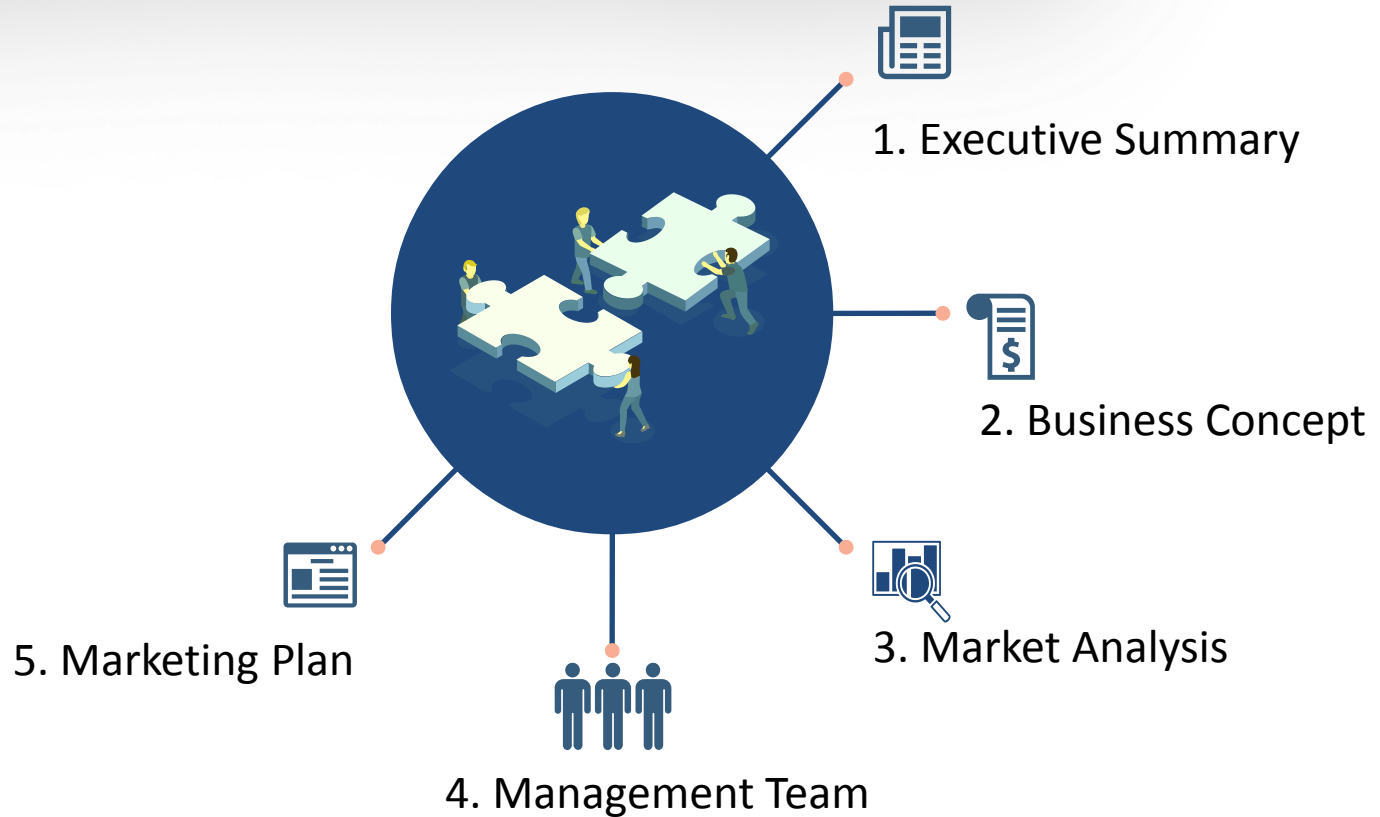 1. Executive Summary
$
2. Business Concept
3. Market Analysis
4. Management Team
5. Marketing Plan